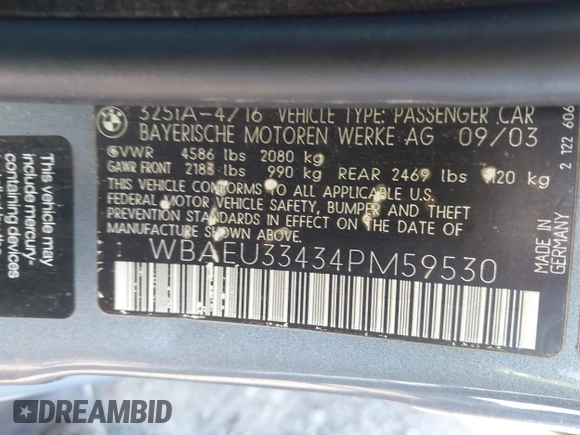 325iA-4/16 VEHICLE TYPE: PASSENGER CAR
BAYERISCHE MOTOREN WERKE AG 09/03
GVWR 4586 lbs 2080 kg
GAWR FRONT 2183 lbs 990 kg REAR 2469 lbs 1120 kg
THIS VEHICLE CONFORMS TO ALL APPLICABLE U.S.
FEDERAL MOTOR VEHICLE SAFETY, BUMPER AND THEFT
PREVENTION STANDARDS IN EFFECT ON THE DATE OF
MANUFACTURE SHOWN ABOVE.
WBAEU33434PM59530
MADE IN
GERMANY
2 122 606
This
include
mercury-
containing
devices
DREAMBID